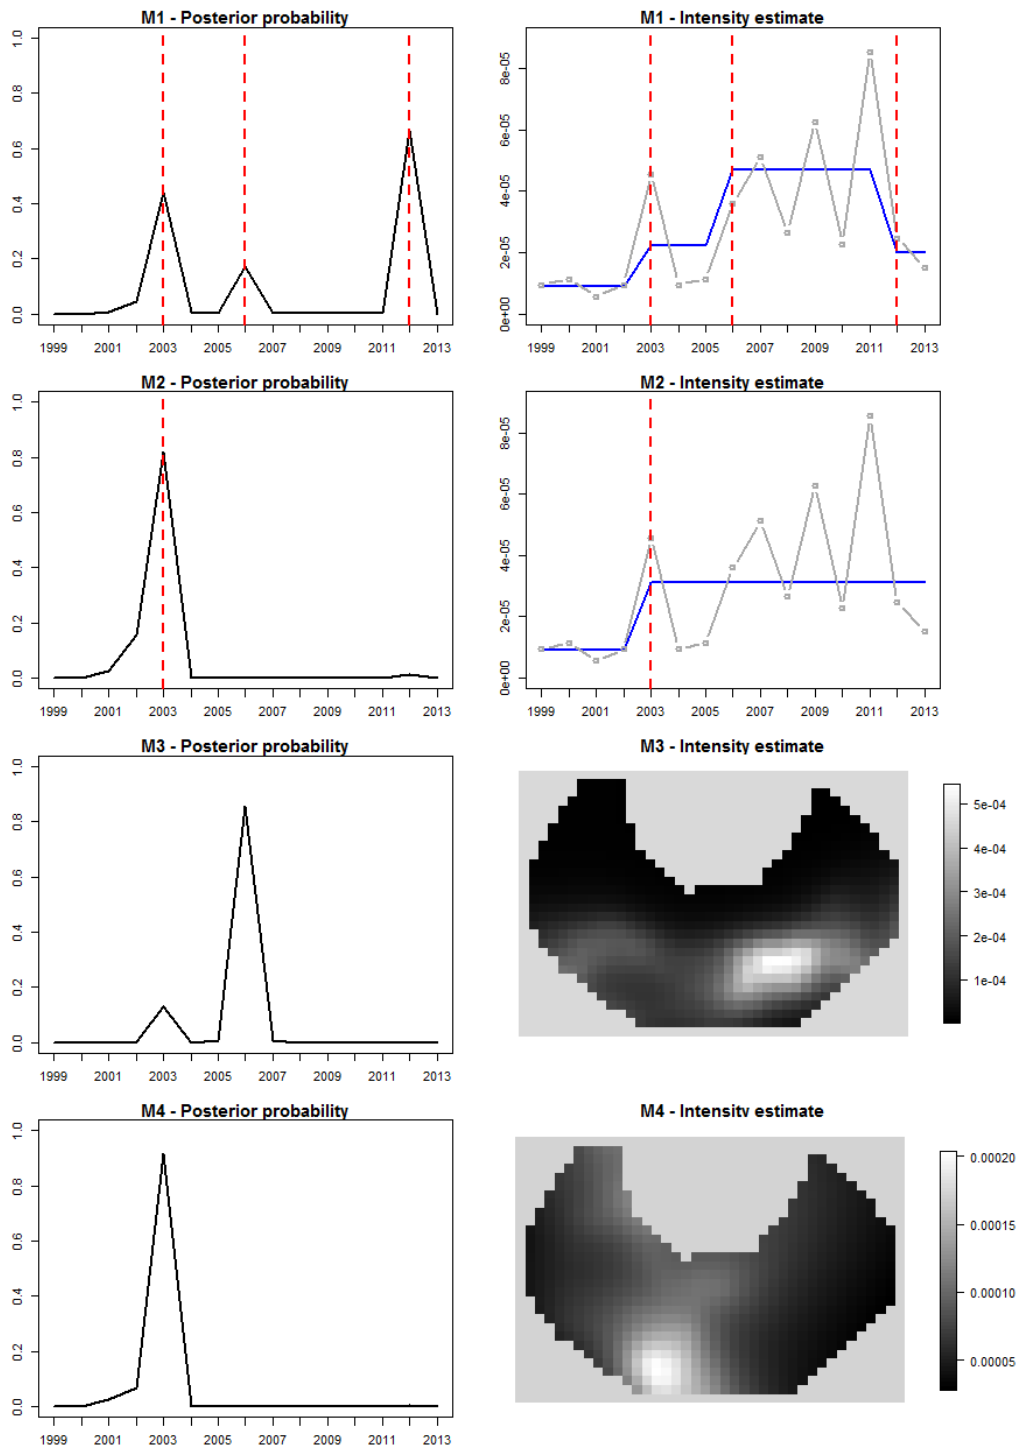 M1 - Posterior probability
M1 - Intensity estimate
1.0
0.8
0.6
0.4
0.2
0.0
1999 2001 2003 2005 2007 2009 2011 2013
8e-05
6e-05
4e-05
2e-05
0e+00
1999 2001 2003 2005 2007 2009 2011 2013
M2 - Posterior probability
M2 - Intensity estimate
1.0
0.8
0.6
0.4
0.2
0.0
1999 2001 2003 2005 2007 2009 2011 2013
8e-05
6e-05
4e-05
2e-05
0e+00
1999 2001 2003 2005 2007 2009 2011 2013
M3 - Posterior probability
M3 - Intensity estimate
1.0
0.8
0.6
0.4
0.2
0.0
1999 2001 2003 2005 2007 2009 2011 2013
5e-04
4e-04
3e-04
2e-04
1e-04
M4 - Posterior probability
M4 - Intensity estimate
1.0
0.8
0.6
0.4
0.2
0.0
1999 2001 2003 2005 2007 2009 2011 2013
0.00020
0.00015
0.00010
0.00005